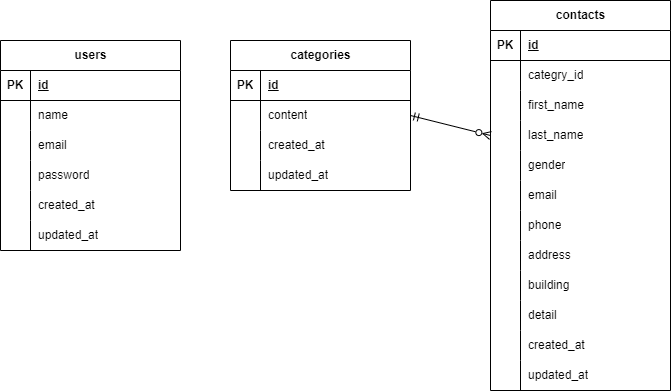 users
PK id
name
email
password
created_at
updated_at
categories
PK id
content
created_at
updated_at
contacts
PK id
categry_id
first_name
last_name
gender
email
phone
address
building
detail
created_at
updated_at